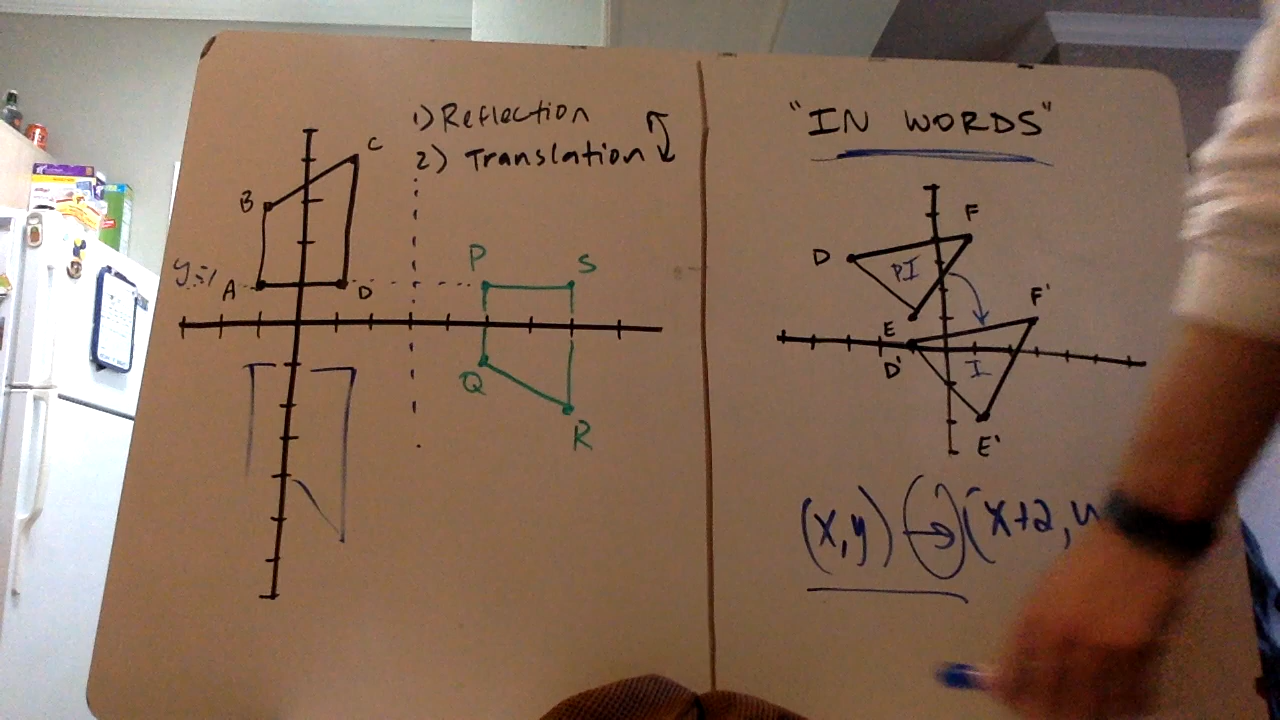 1) Reflection
2) Translation
C
B
y=1
A
D
P
S
Q
R
"IN WORDS"
F
D
PI
E
F'
D'
I
E'
(x,y) → (x+2,